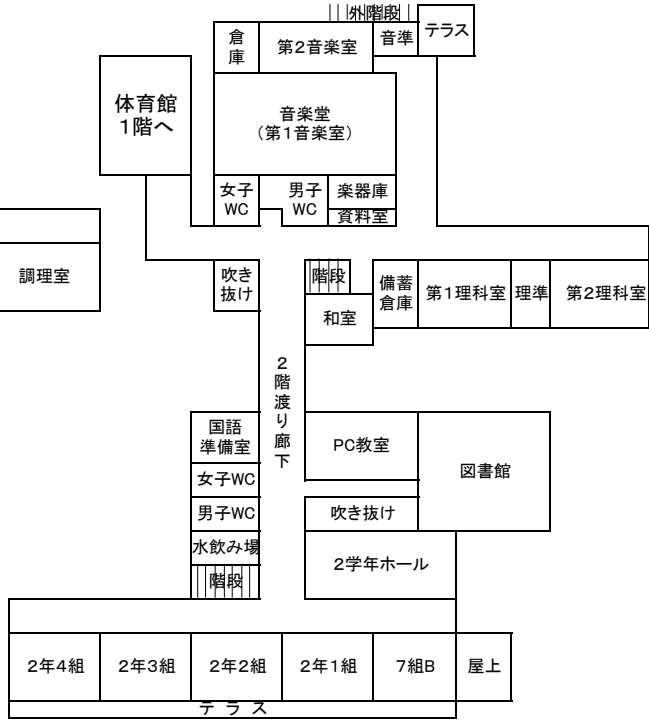 外階段
倉
庫
第2音楽室
音準
テラス
体育館
1階へ
音楽堂
（第1音楽室）
女子
WC
男子
WC
楽器庫
資料室
調理室
吹き
抜け
階段
備蓄
倉庫
第1理科室
理準
第2理科室
和室
2階渡り廊下
国語
準備室
PC教室
図書館
女子WC
男子WC
吹き抜け
水飲み場
2学年ホール
階段
2年4組
2年3組
2年2組
2年1組
7組B
屋上
テラス